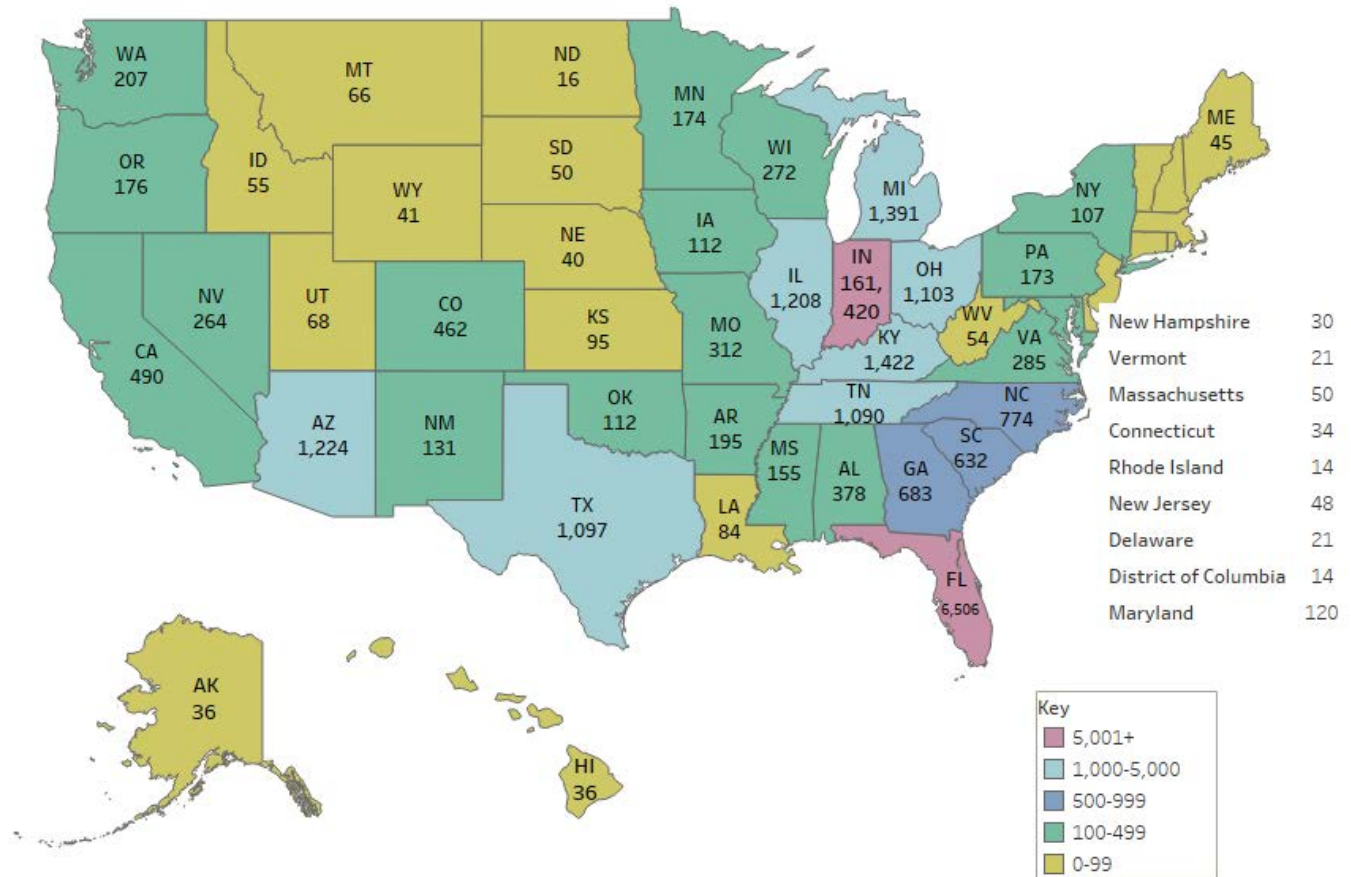 WA
207
MT
66
ND
16
MN
174
ME
45
OR
176
ID
55
SD
50
WI
272
WY
41
MI
1,391
NY
107
IA
112
NE
40
PA
173
IL
1,208
IN
161,
420
OH
1,103
NV
264
UT
68
CO
462
KS
95
MO
312
WV
54
VA
285
KY
1,422
CA
490
AZ
1,224
NM
131
OK
112
AR
195
TN
1,090
NC
774
SC
632
MS
155
AL
378
GA
683
TX
1,097
LA
84
FL
6,506
AK
36
HI
36
New Hampshire 30
Vermont 21
Massachusetts 50
Connecticut 34
Rhode Island 14
New Jersey 48
Delaware 21
District of Columbia 14
Maryland 120
Key
5,001+
1,000-5,000
500-999
100-499
0-99